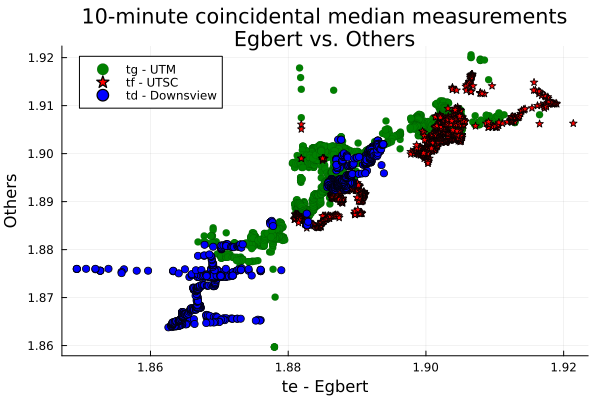 10-minute coincidental median measurements
Egbert vs. Others
tg - UTM
tf - UTSC
td - Downsview
1.92
1.91
1.90
1.89
1.88
1.87
1.86
Others
1.86
1.88
1.90
1.92
te - Egbert